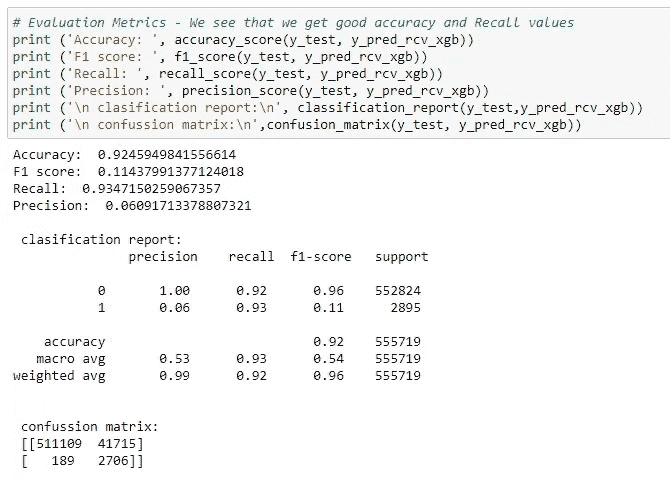 # Evaluation Metrics - We see that we get good accuracy and Recall values
print ('Accuracy: ', accuracy_score(y_test, y_pred_rcv_xgb))
print ('F1 score: ', f1_score(y_test, y_pred_rcv_xgb))
print ('Recall: ', recall_score(y_test, y_pred_rcv_xgb))
print ('Precision: ', precision_score(y_test, y_pred_rcv_xgb))
print ('\n clasification report:\n', classification_report(y_test,y_pred_rcv_xgb))
print ('\n confussion matrix:\n',confusion_matrix(y_test, y_pred_rcv_xgb))
Accuracy:  0.9245949841556614
F1 score:  0.11437991377124018
Recall:  0.9347150259067357
Precision:  0.06091713378807321
clasification report:
precision    recall  f1-score   support
0       1.00      0.92      0.96    552824
1       0.06      0.93      0.11      2895
accuracy                           0.92    555719
macro avg       0.53      0.93      0.54    555719
weighted avg       0.99      0.92      0.96    555719
confussion matrix:
[[511109  41715]
[   189   2706]]